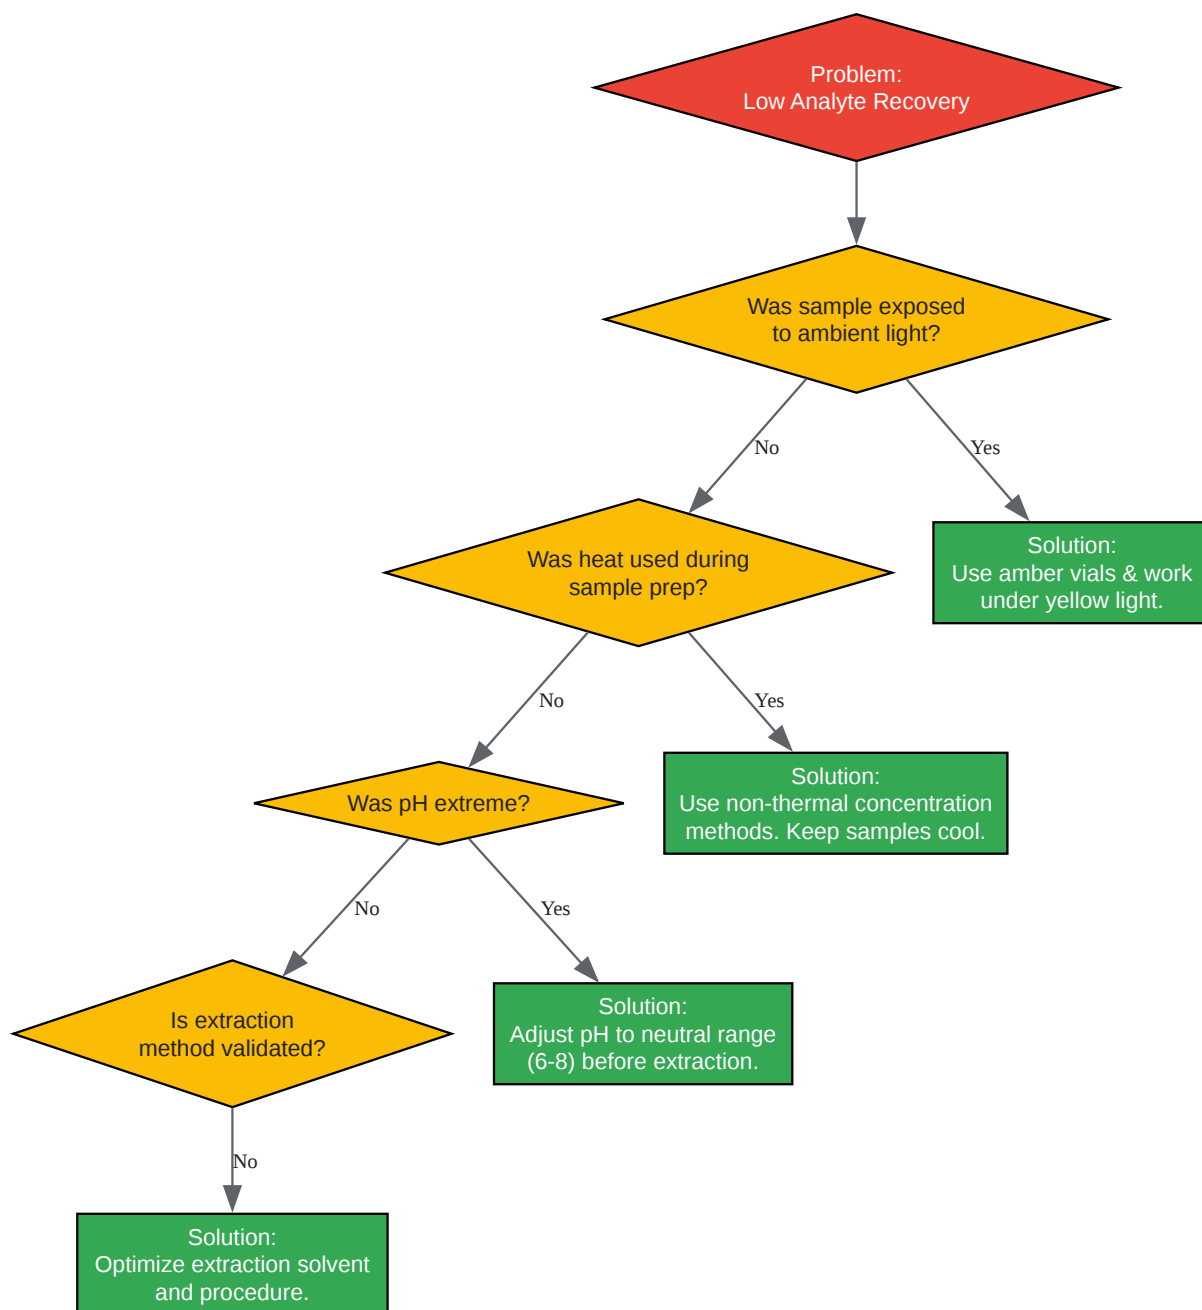 Problem:
Low Analyte Recovery
Was sample exposed
to ambient light?
No
Yes
Was heat used during
sample prep?
Solution:
Use amber vials & work
under yellow light.
No
Yes
Was pH extreme?
Solution:
Use non-thermal concentration
methods. Keep samples cool.
No
Yes
Is extraction
method validated?
Solution:
Adjust pH to neutral range
(6-8) before extraction.
No
Solution:
Optimize extraction solvent
and procedure.